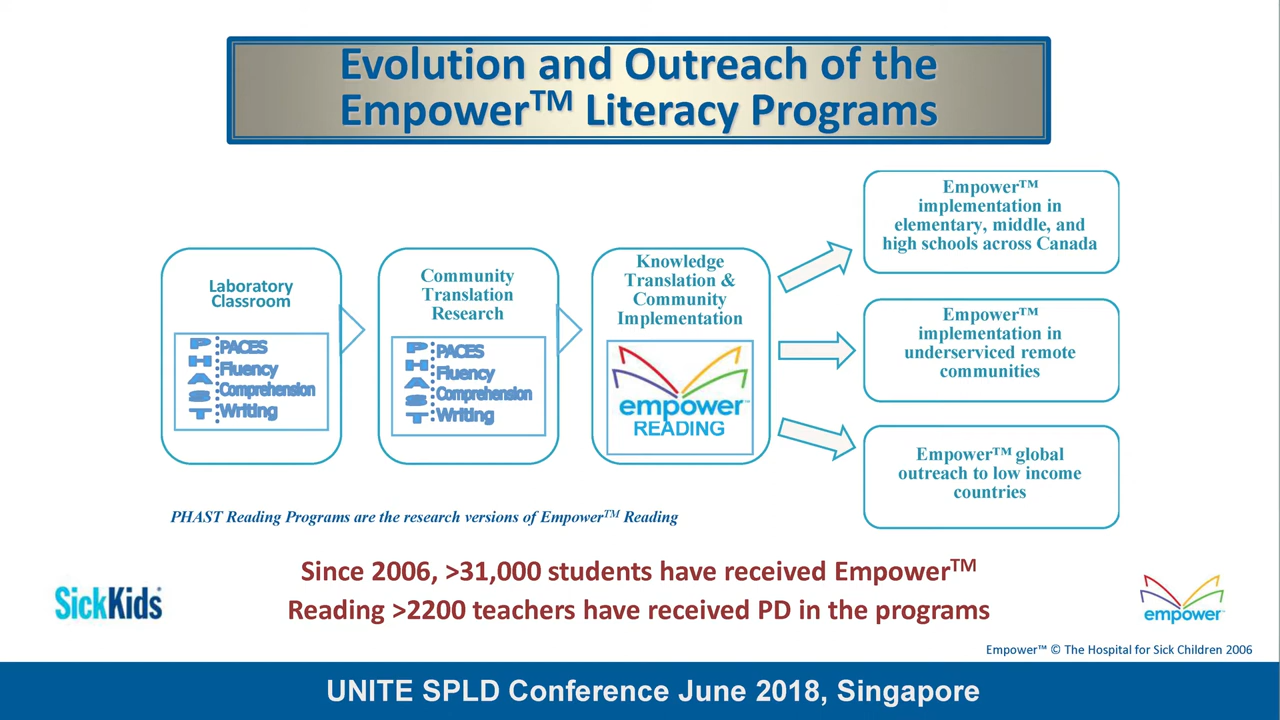 Evolution and Outreach of the
Empower™ Literacy Programs
Laboratory
Classroom
PHAST
PACES
Fluency
Comprehension
Writing
Community
Translation
Research
PHAST
PACES
Fluency
Comprehension
Writing
Knowledge
Translation &
Community
Implementation
empower™
READING
Empower™
implementation in
elementary, middle, and
high schools across Canada
Empower™
implementation in
underserviced remote
communities
Empower™ global
outreach to low income
countries
PHAST Reading Programs are the research versions of Empower™ Reading
Since 2006, >31,000 students have received Empower™
Reading >2200 teachers have received PD in the programs
SickKids®
empower™
Empower™ © The Hospital for Sick Children 2006
UNITE SPLD Conference June 2018, Singapore